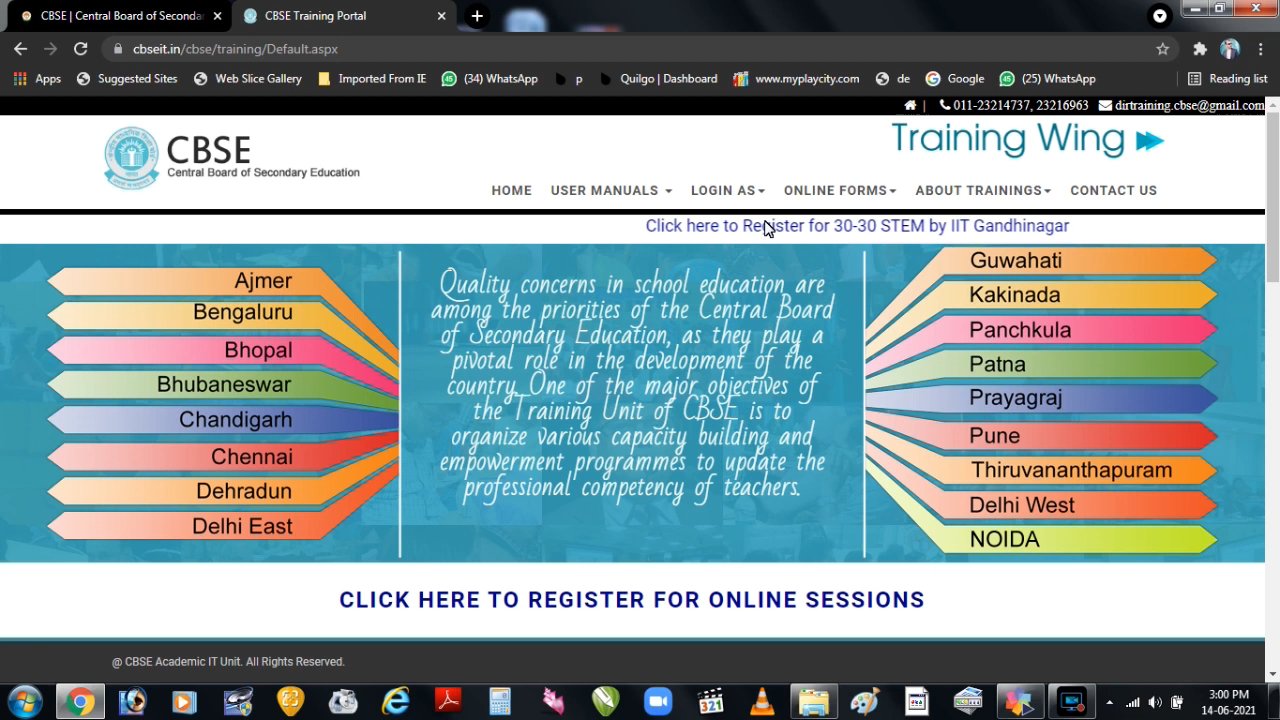 CBSE | Central Board of Seconda
CBSE Training Portal
cbseit.in/cbse/training/Default.aspx
Apps Suggested Sites Web Slice Gallery Imported From IE (34) WhatsApp p Quilgo | Dashboard www.myplaycity.com de Google (25) WhatsApp Reading list
| 011-23214737, 23216963 dirtraining.cbse@gmail.com
CBSE
Central Board of Secondary Education
Training Wing
HOME USER MANUALS LOGIN AS ONLINE FORMS ABOUT TRAININGS CONTACT US
Click here to Register for 30-30 STEM by IIT Gandhinagar
Ajmer
Bengaluru
Bhopal
Bhubaneswar
Chandigarh
Chennai
Dehradun
Delhi East
Quality concerns in school education are
among the priorities of the Central Board
of Secondary Education, as they play a
pivotal role in the development of the
country. One of the major objectives of
the Training Unit of CBSE is to
organize various capacity building and
empowerment programmes to update the
professional competency of teachers.
Guwahati
Kakinada
Panchkula
Patna
Prayagraj
Pune
Thiruvananthapuram
Delhi West
NOIDA
CLICK HERE TO REGISTER FOR ONLINE SESSIONS
@ CBSE Academic IT Unit. All Rights Reserved.
321
3:00 PM
14-06-2021